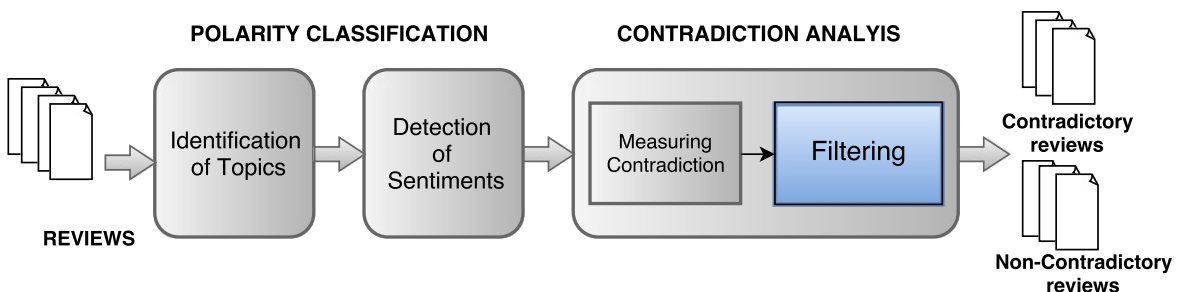 POLARITY CLASSIFICATION
CONTRADICTION ANALYIS
REVIEWS
Identification
of Topics
Detection
of
Sentiments
Measuring
Contradiction
Filtering
Contradictory
reviews
Non-Contradictory
reviews